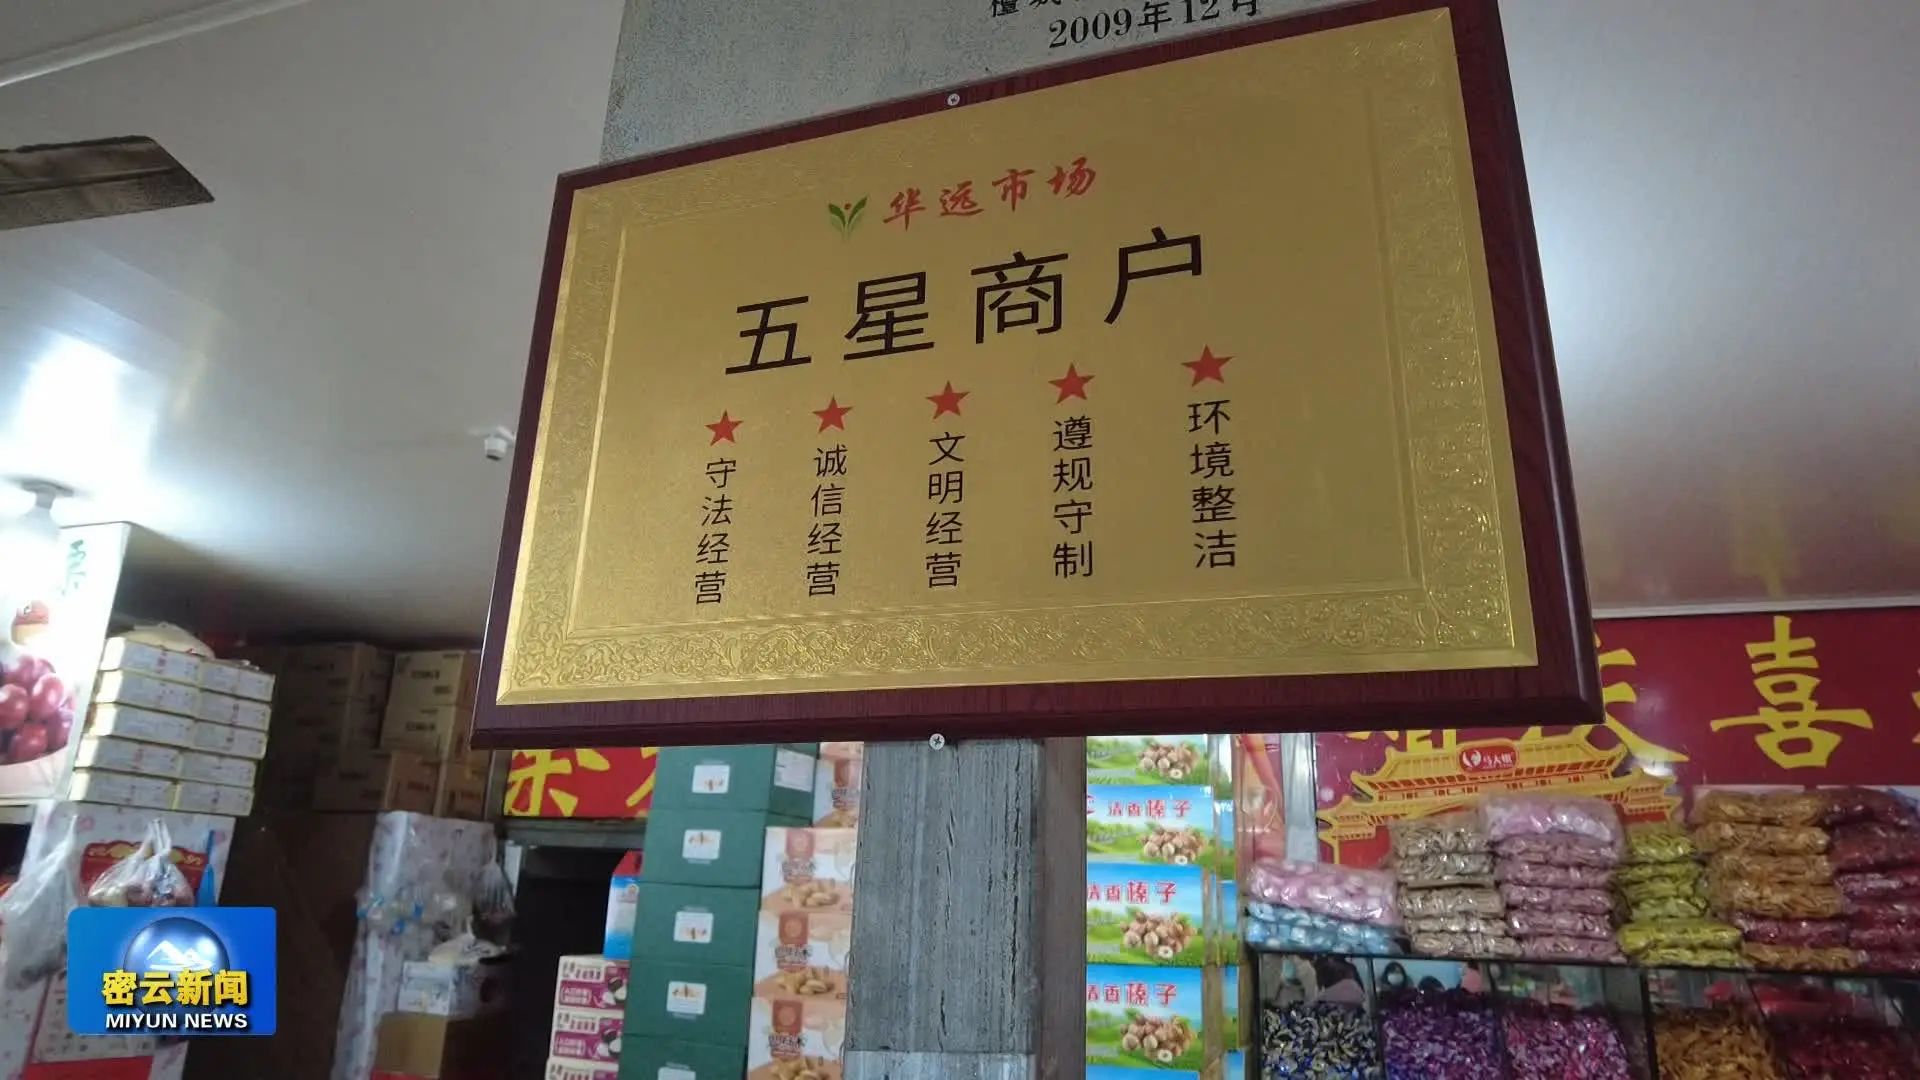 2009年12月
华远市场
五星商户
守法经营
诚信经营
文明经营
遵规守制
环境整洁
喜
清香榛子
清香榛子
清香榛子
密云新闻
MIYUN NEWS